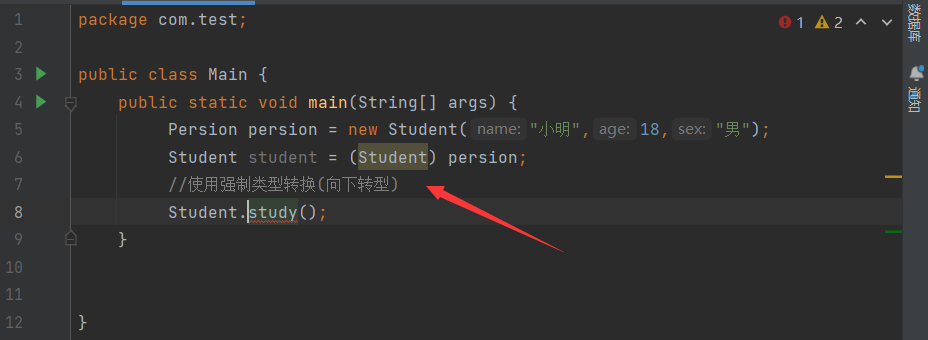 1 package com.test;
2
3 public class Main {
4 public static void main(String[] args) {
5 Persion persion = new Student( name: "小明", age: 18, sex: "男");
6 Student student = (Student) persion;
7 //使用强制类型转换(向下转型)
8 Student.study();
9 }
10
11
12 }
1 2
数据库
通知